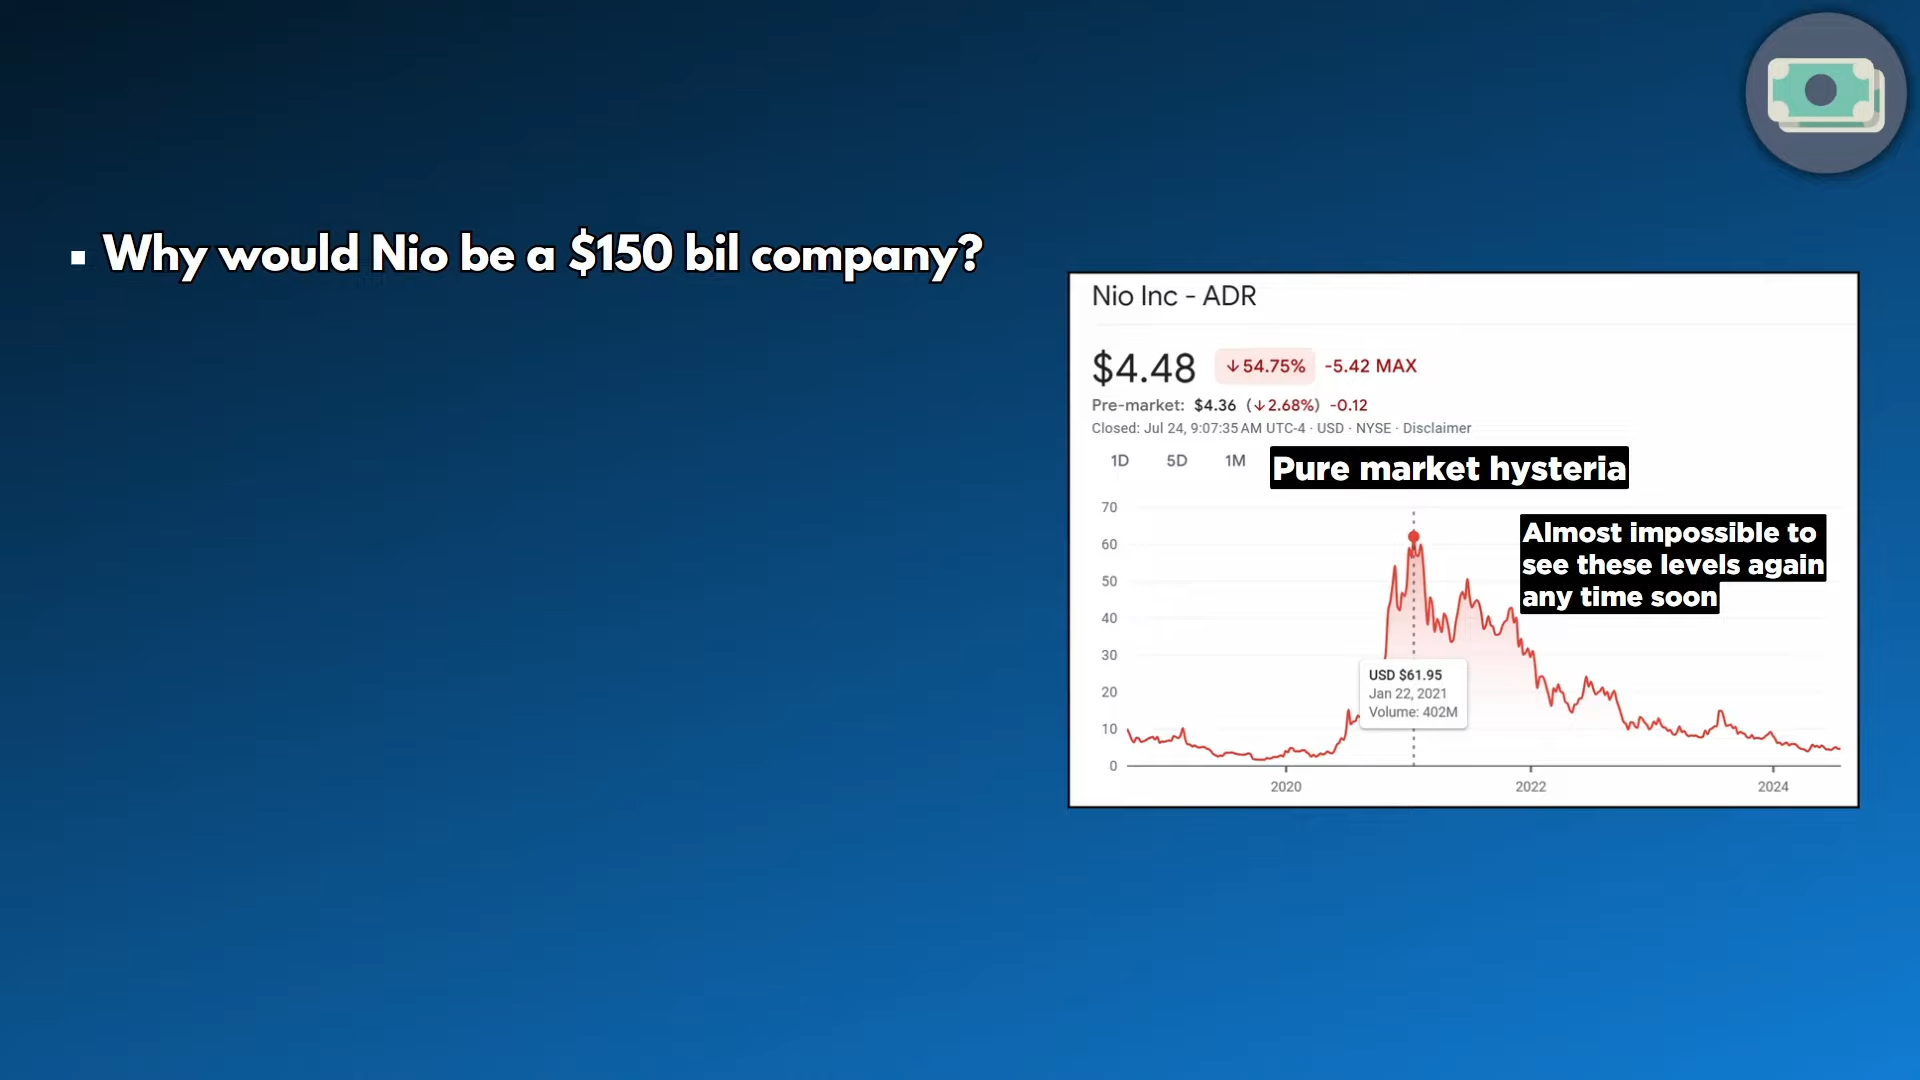 ▪ Why would Nio be a $150 bil company?
Nio Inc - ADR
$4.48 ↓54.75% -5.42 MAX
Pre-market: $4.36 (↓2.68%) -0.12
Closed: Jul 24, 9:07:35 AM UTC-4 · USD · NYSE · Disclaimer
1D 5D 1M
Pure market hysteria
Almost impossible to
see these levels again
any time soon
70
60
50
40
30
20
10
0
USD $61.95
Jan 22, 2021
Volume: 402M
2020 2022 2024